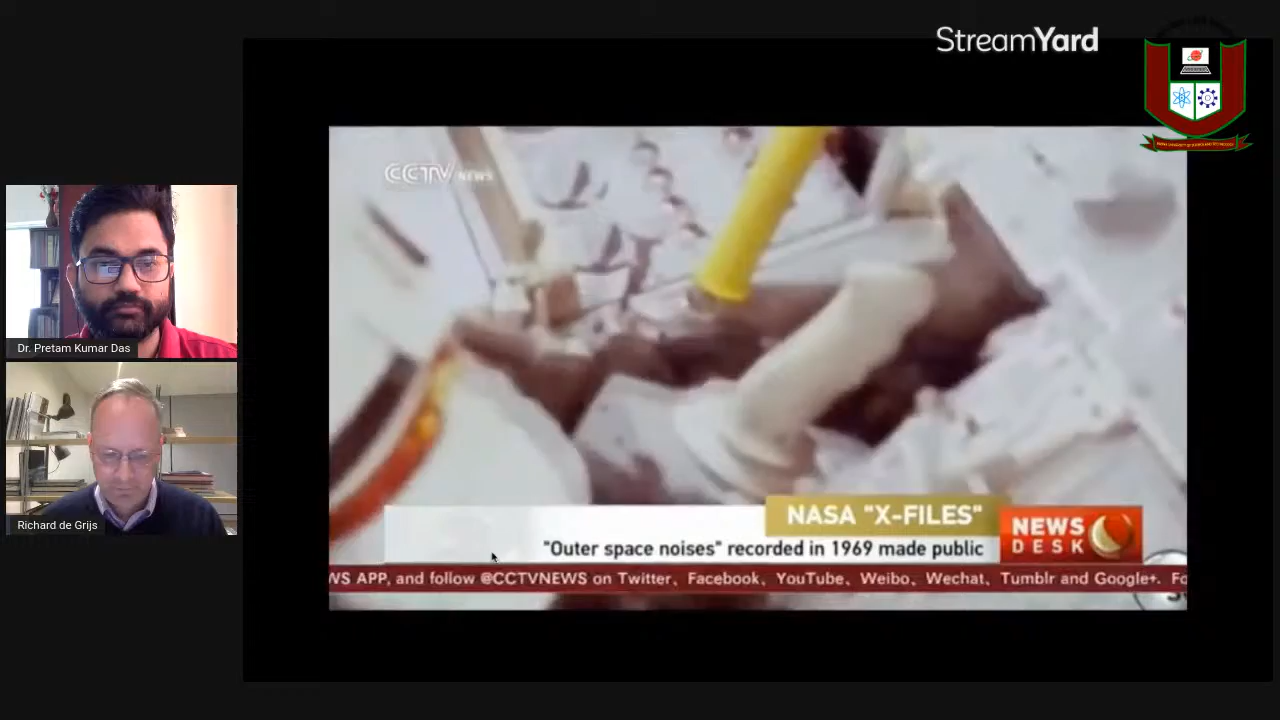 StreamYard
CCTV NEWS
Dr. Pretam Kumar Das
Richard de Grijs
NASA "X-FILES"
"Outer space noises" recorded in 1969 made public
NEWS
DESK
WS APP, and follow @CCTVNEWS on Twitter、Facebook、YouTube、Weibo、Wechat、Tumblr and Google+. Fo